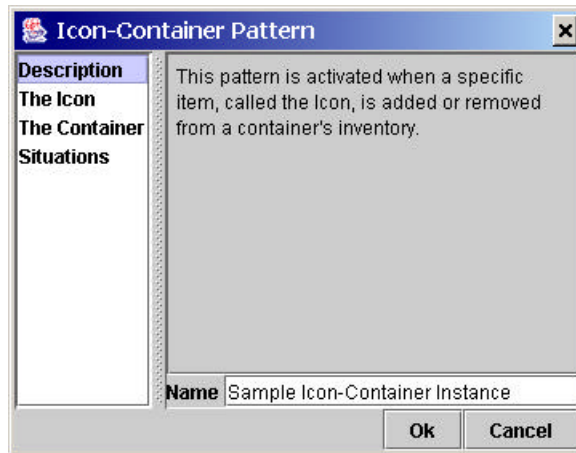 Icon-Container Pattern
Description
The Icon
The Container
Situations
This pattern is activated when a specific
item, called the Icon, is added or removed
from a container's inventory.
Name Sample Icon-Container Instance
Ok Cancel